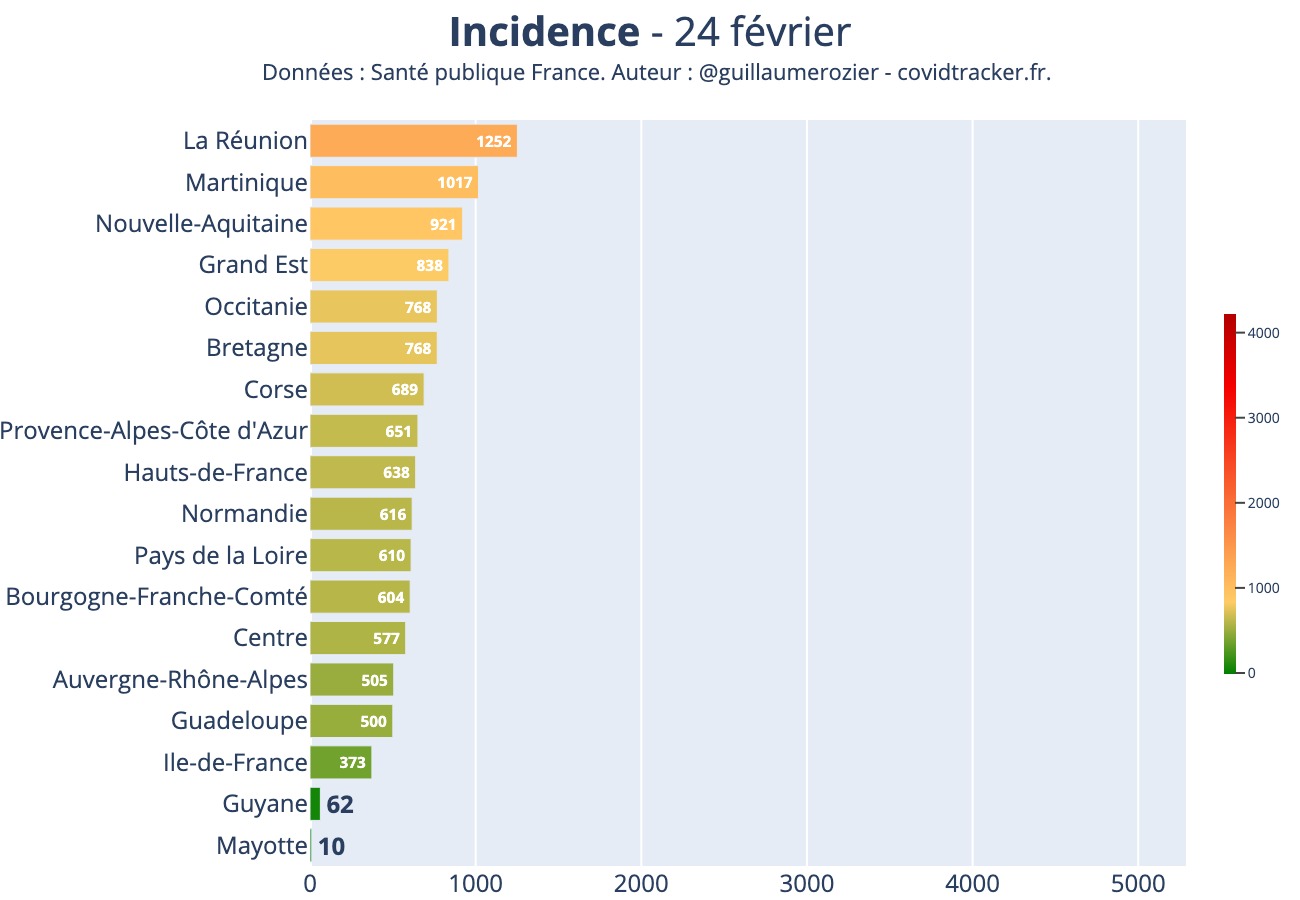 Incidence - 24 février
Données : Santé publique France. Auteur : @guillaumerozier - covidtracker.fr.
La Réunion 1252
Martinique 1017
Nouvelle-Aquitaine 921
Grand Est 838
Occitanie 768
Bretagne 768
Corse 689
Provence-Alpes-Côte d'Azur 651
Hauts-de-France 638
Normandie 616
Pays de la Loire 610
Bourgogne-Franche-Comté 604
Centre 577
Auvergne-Rhône-Alpes 505
Guadeloupe 500
Ile-de-France 373
Guyane 62
Mayotte 10
0 1000 2000 3000 4000 5000
4000
3000
2000
1000
0